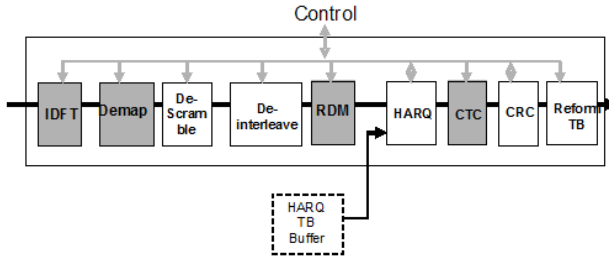 Control
IDFT
Demap
De-
Scram
ble
De-
interleave
RDM
HARQ
CTC
CRC
Reform
TB
HARQ
TB
Buffer